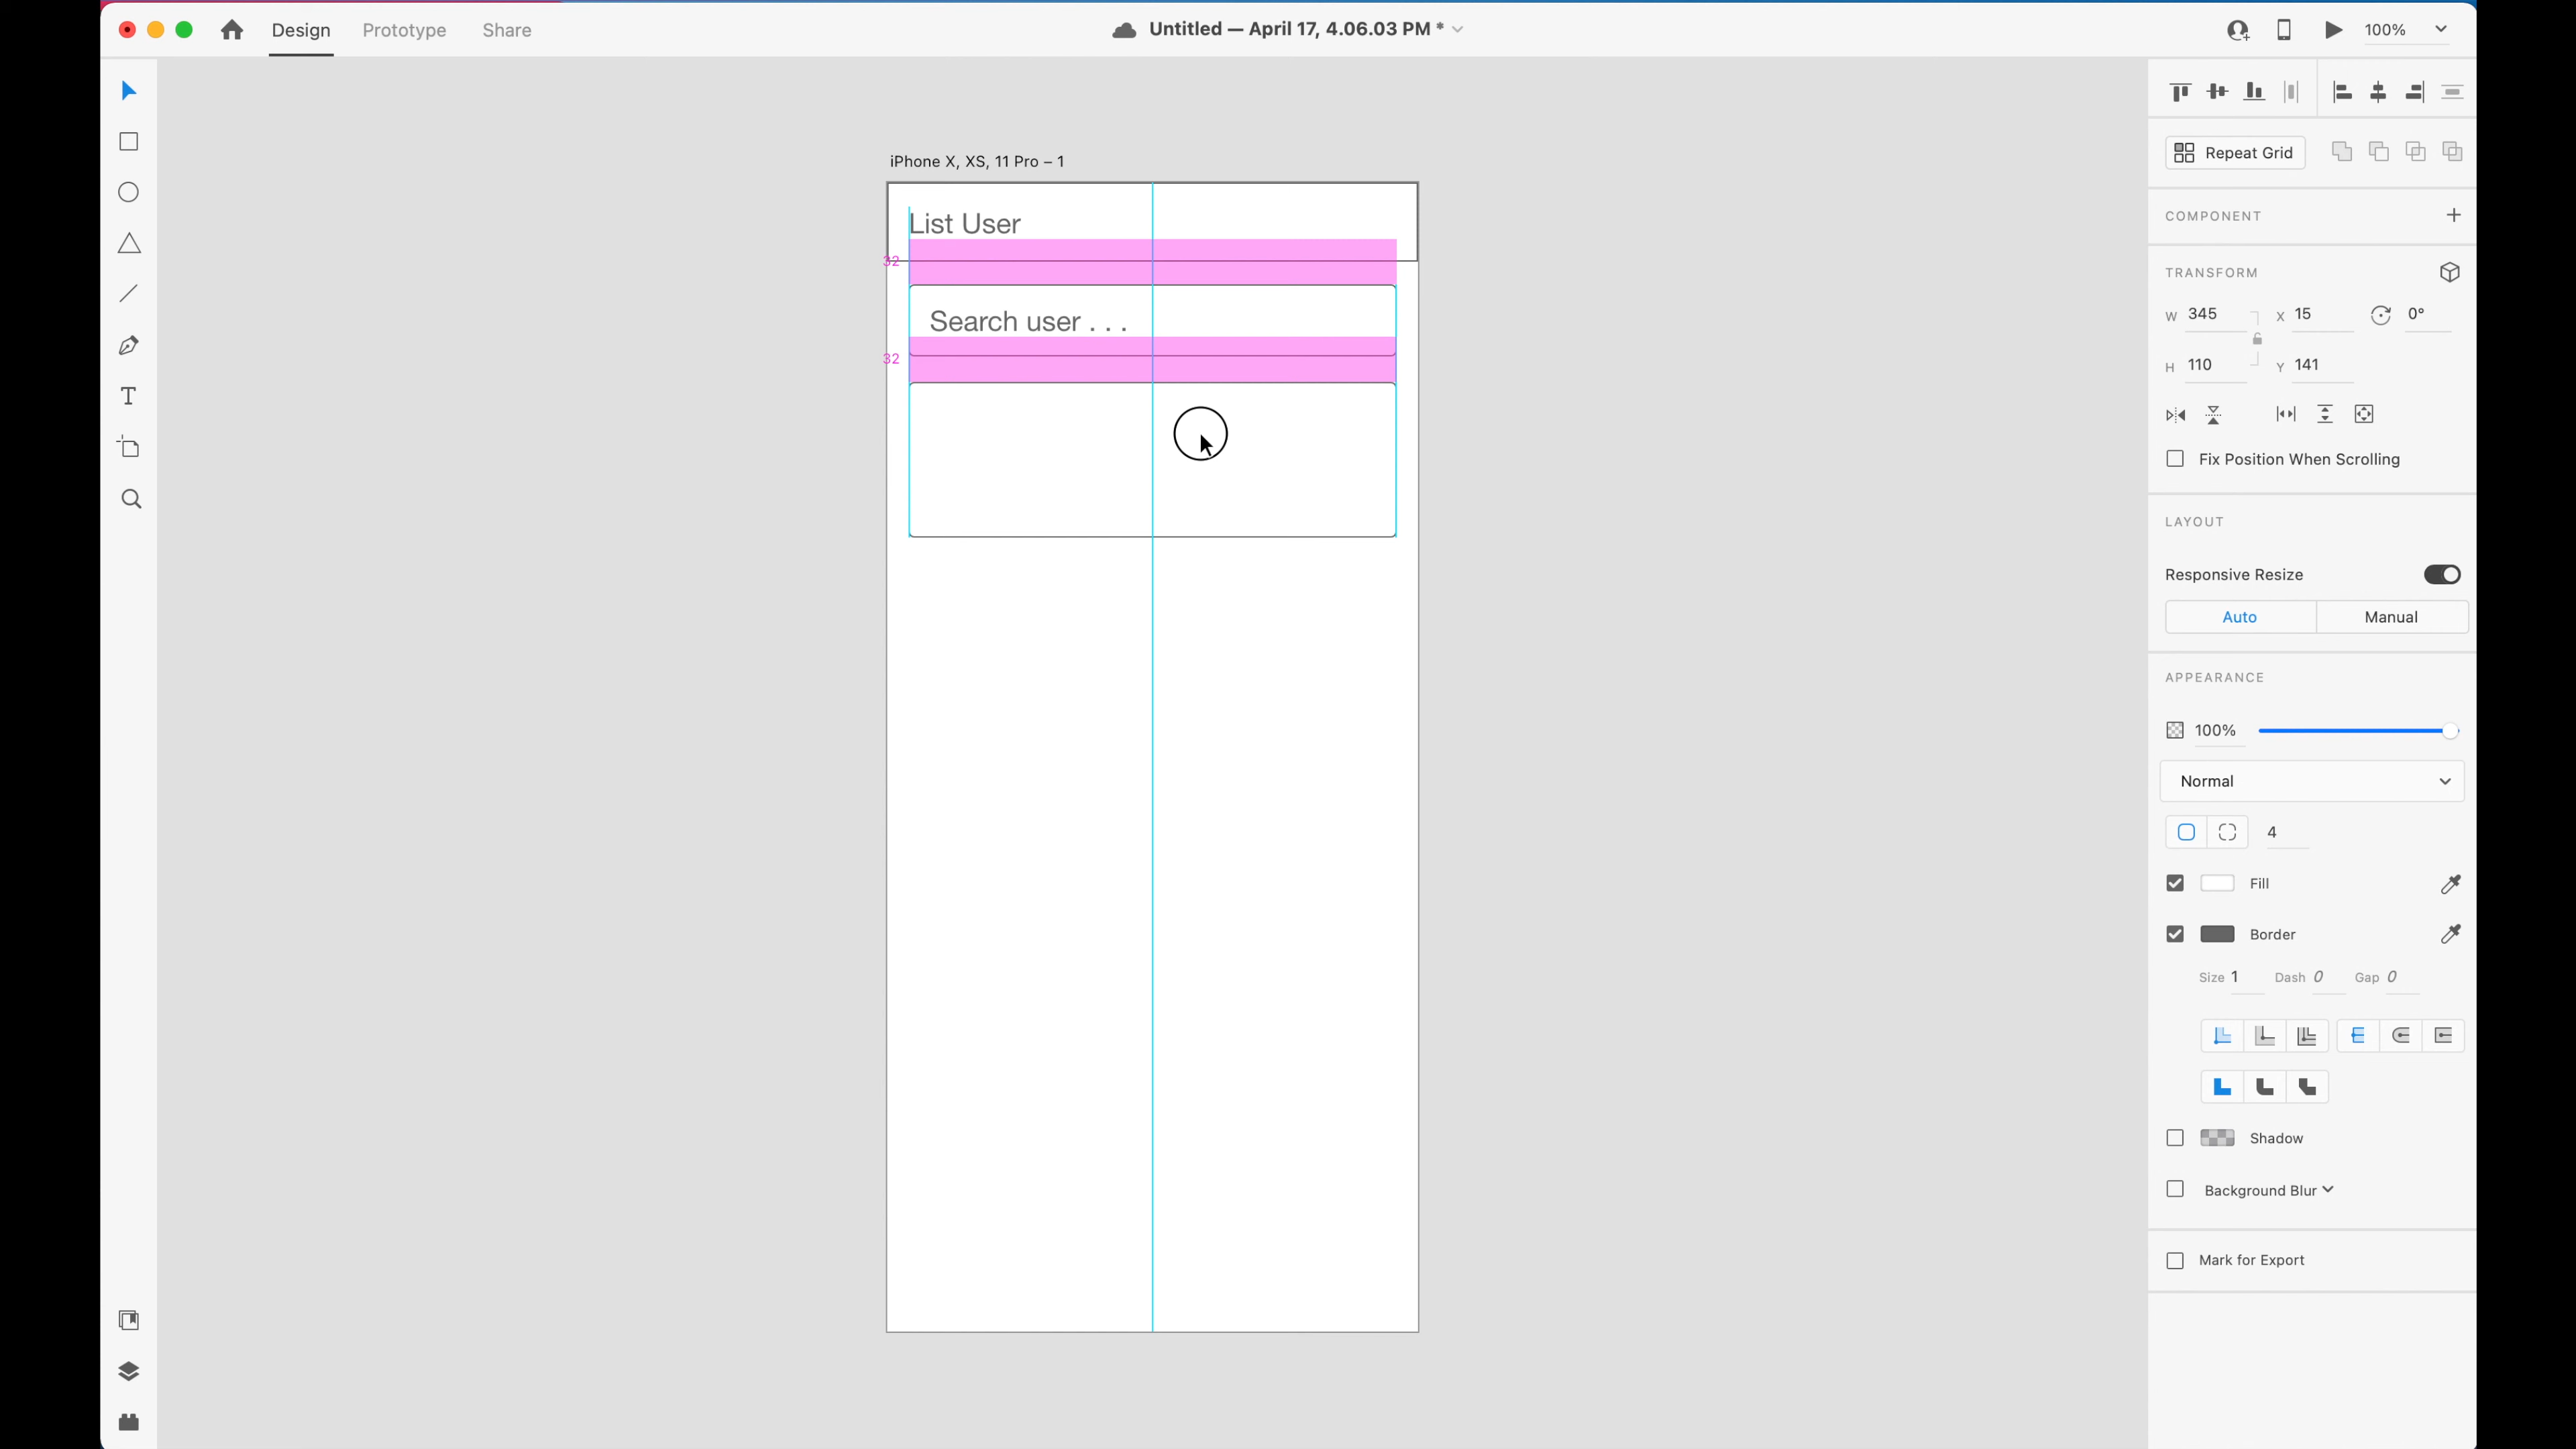 Design Prototype Share Untitled — April 17, 4.06.03 PM * 100%
iPhone X, XS, 11 Pro – 1
List User
32
Search user . . .
32
Repeat Grid
COMPONENT
TRANSFORM
W 345 X 15 0°
H 110 Y 141
Fix Position When Scrolling
LAYOUT
Responsive Resize
Auto Manual
APPEARANCE
100%
Normal
4
Fill
Border
Size 1 Dash 0 Gap 0
Shadow
Background Blur
Mark for Export